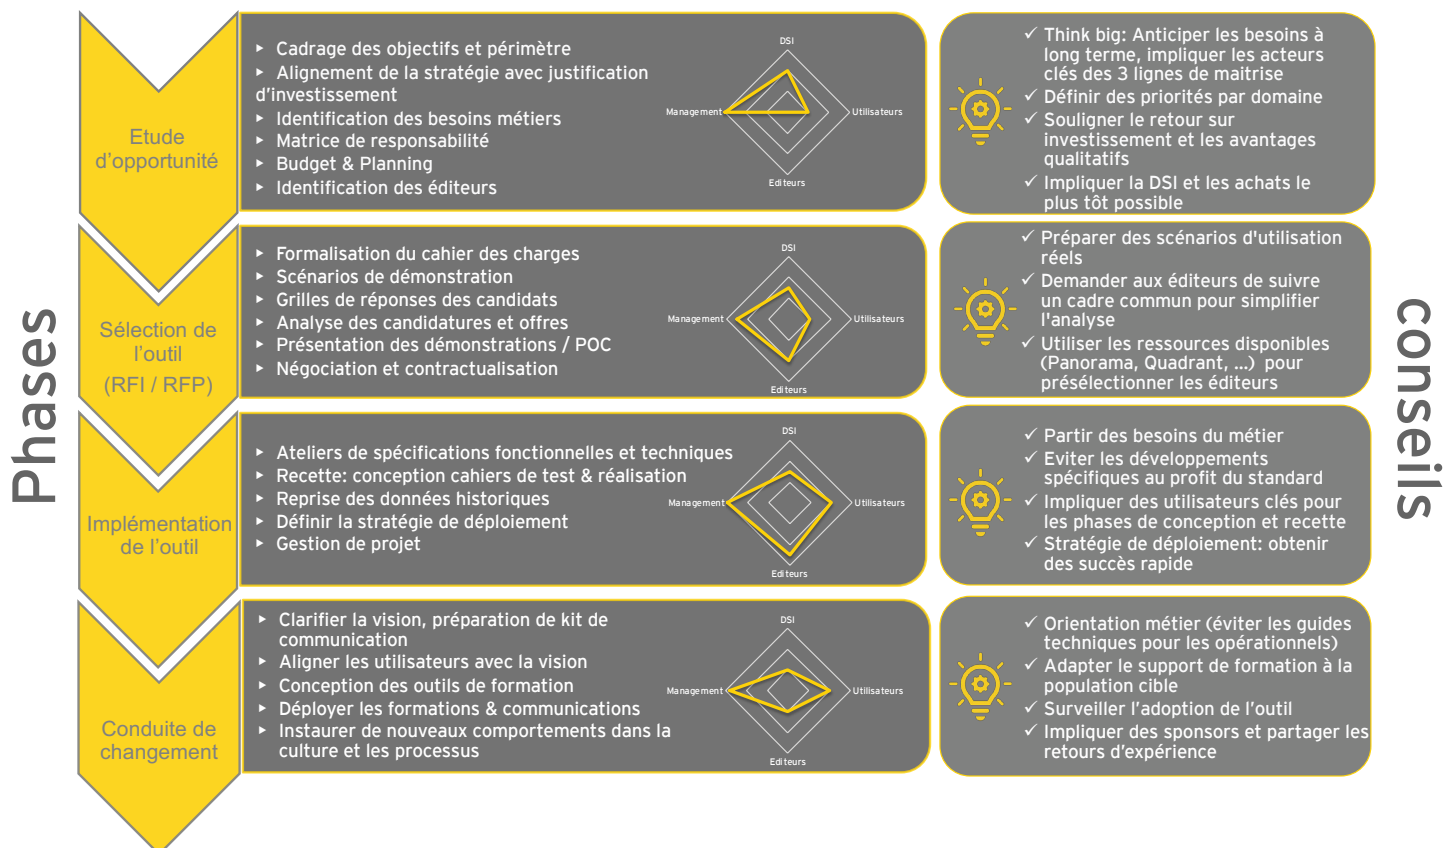 Phases
Etude
d'opportunité
▸ Cadrage des objectifs et périmètre
▸ Alignement de la stratégie avec justification
d'investissement
▸ Identification des besoins métiers
▸ Matrice de responsabilité
▸ Budget & Planning
▸ Identification des éditeurs
DSI
Management
Utilisateurs
Editeurs
✓ Think big: Anticiper les besoins à
long terme, impliquer les acteurs
clés des 3 lignes de maitrise
✓ Définir des priorités par domaine
✓ Souligner le retour sur
investissement et les avantages
qualitatifs
✓ Impliquer la DSI et les achats le
plus tôt possible
Sélection de
l'outil
(RFI / RFP)
▸ Formalisation du cahier des charges
▸ Scénarios de démonstration
▸ Grilles de réponses des candidats
▸ Analyse des candidatures et offres
▸ Présentation des démonstrations / POC
▸ Négociation et contractualisation
DSI
Management
Utilisateurs
Editeurs
✓ Préparer des scénarios d'utilisation
réels
✓ Demander aux éditeurs de suivre
un cadre commun pour simplifier
l'analyse
✓ Utiliser les ressources disponibles
(Panorama, Quadrant, ...) pour
présélectionner les éditeurs
Implémentation
de l'outil
▸ Ateliers de spécifications fonctionnelles et techniques
▸ Recette: conception cahiers de test & réalisation
▸ Reprise des données historiques
▸ Définir la stratégie de déploiement
▸ Gestion de projet
DSI
Management
Utilisateurs
Editeurs
✓ Partir des besoins du métier
✓ Eviter les développements
spécifiques au profit du standard
✓ Impliquer des utilisateurs clés pour
les phases de conception et recette
✓ Stratégie de déploiement: obtenir
des succès rapide
Conduite de
changement
▸ Clarifier la vision, préparation de kit de
communication
▸ Aligner les utilisateurs avec la vision
▸ Conception des outils de formation
▸ Déployer les formations & communications
▸ Instaurer de nouveaux comportements dans la
culture et les processus
DSI
Management
Utilisateurs
Editeurs
✓ Orientation métier (éviter les guides
techniques pour les opérationnels)
✓ Adapter le support de formation à la
population cible
✓ Surveiller l'adoption de l'outil
✓ Impliquer des sponsors et partager les
retours d'expérience
conseils